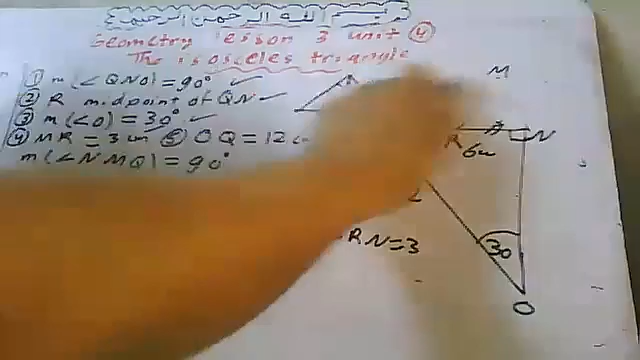 بسم الله الرحمن الرحيم
Geometry lesson 3 unit 4
The isosceles triangle
① m(∠QNO)=90° ✓
② R midpoint of QN ✓
③ m(∠O)=30° ✓
④ MR = 3 cm ⑤ OQ=12 c
m(∠NMQ)=90°
M
R
N
6cm
RN=3
30
O